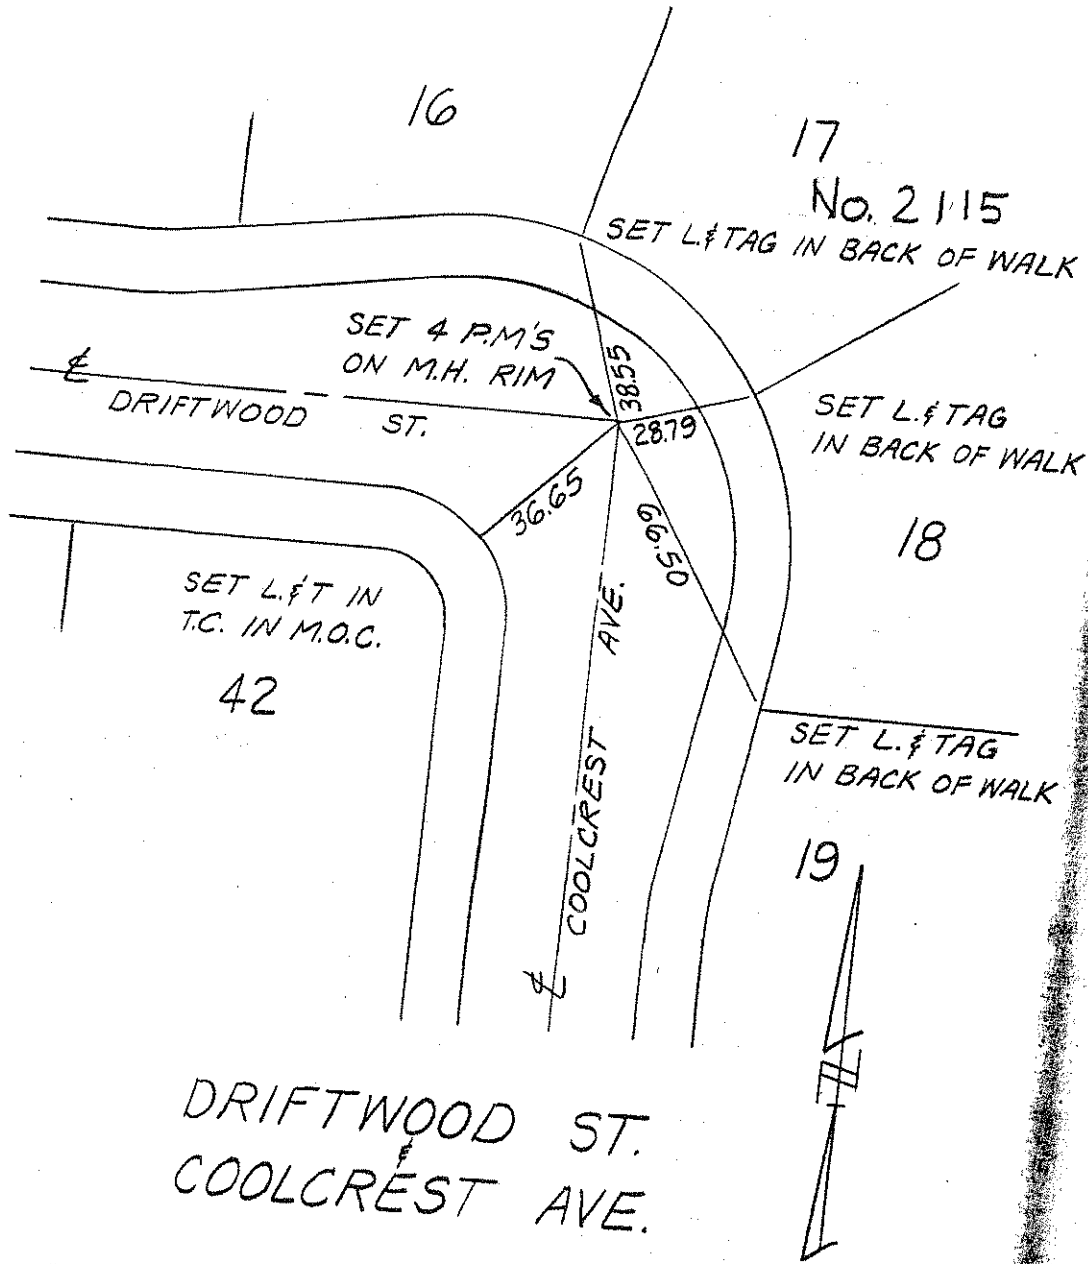 16
17
No. 2115
SET L.& TAG IN BACK OF WALK
SET 4 P.M'S
ON M.H. RIM
℄
DRIFTWOOD ST.
38.55
28.79
SET L.& TAG
IN BACK OF WALK
36.65
66.50
18
SET L.& T IN
T.C. IN M.O.C.
42
COOLCREST AVE.
℄
SET L.& TAG
IN BACK OF WALK
19
N
DRIFTWOOD ST.
&
COOLCREST AVE.